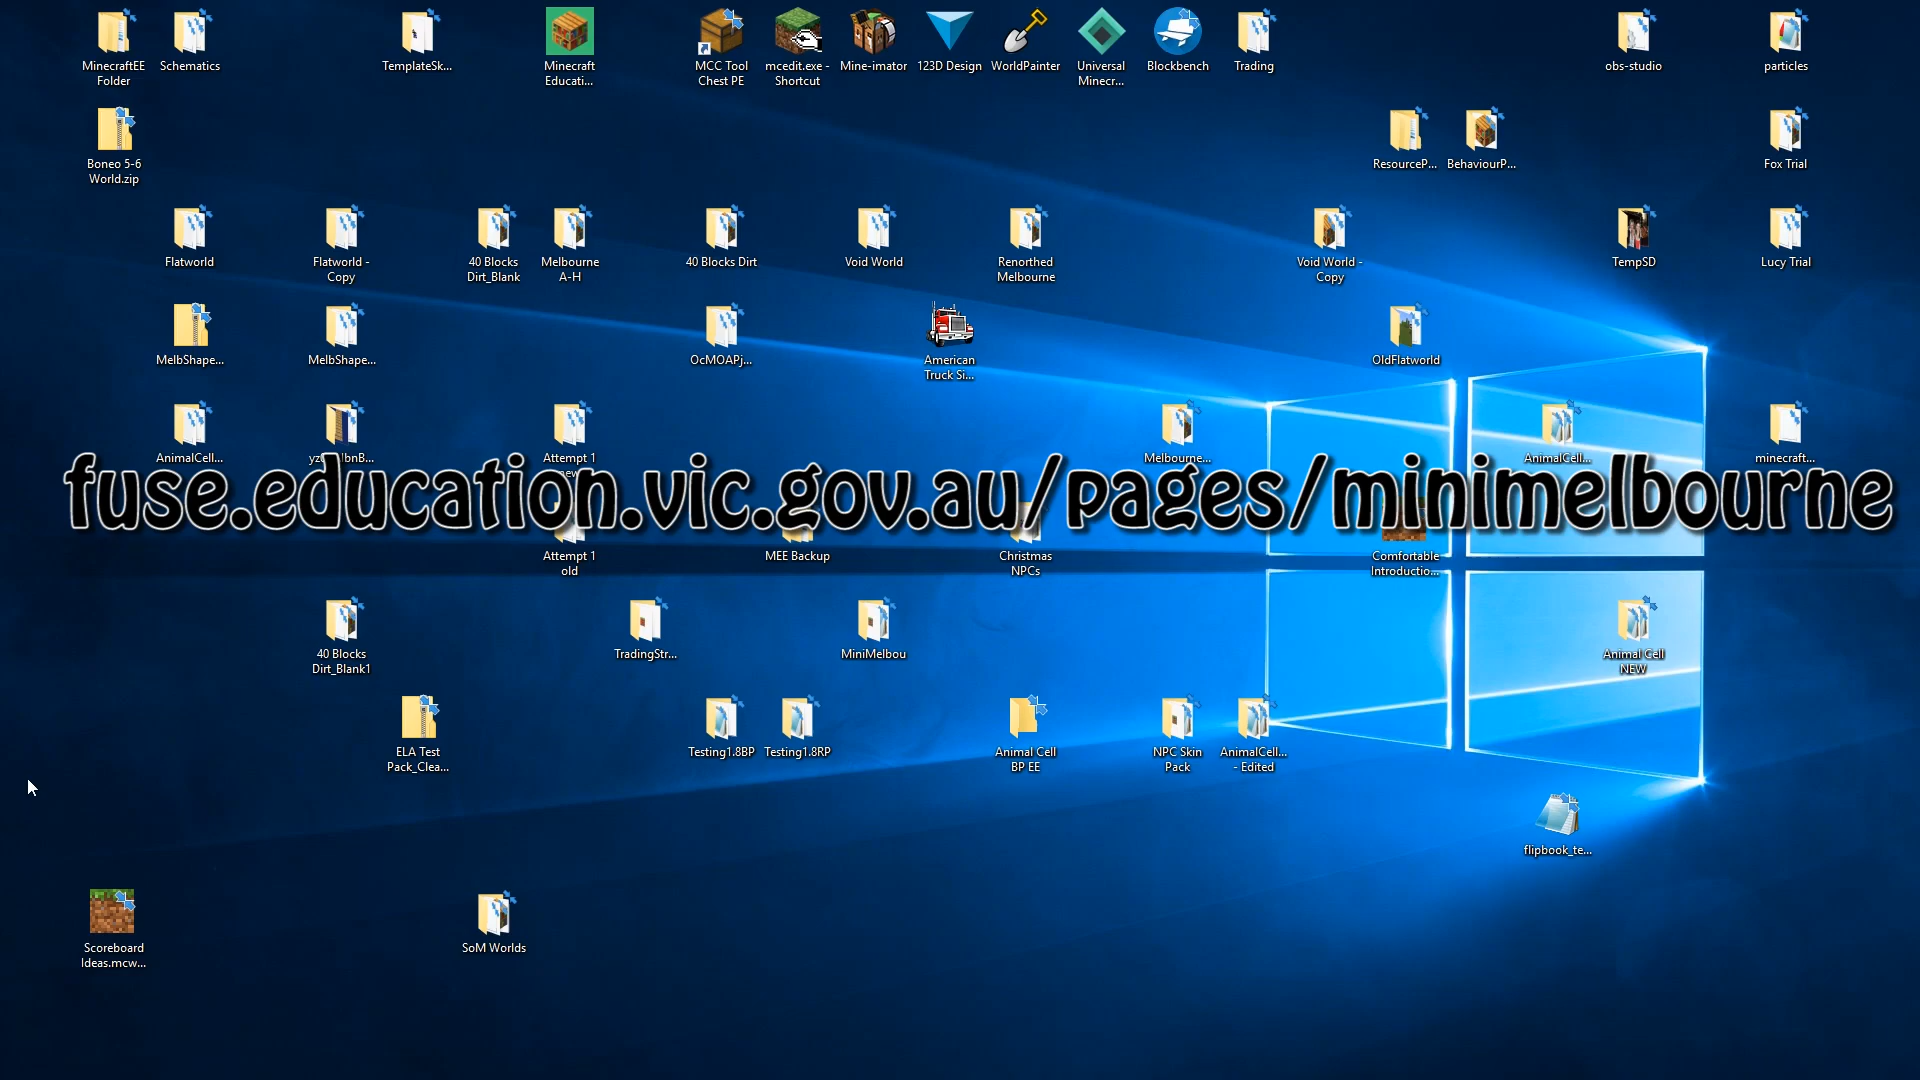 MinecraftEE
Folder
Schematics
TemplateSk...
Minecraft
Educati...
MCC Tool
Chest PE
mcedit.exe -
Shortcut
Mine-imator
123D Design
WorldPainter
Universal
Minecr...
Blockbench
Trading
obs-studio
particles
Boneo 5-6
World.zip
ResourceP...
BehaviourP...
Fox Trial
Flatworld
Flatworld -
Copy
40 Blocks
Dirt_Blank
Melbourne
A-H
40 Blocks Dirt
Void World
Renorthed
Melbourne
Void World -
Copy
TempSD
Lucy Trial
MelbShape...
MelbShape...
OcMOAPj...
American
Truck Si...
OldFlatworld
AnimalCell...
Attempt 1
Melbourne...
AnimalCell...
minecraft...
fuse.education.vic.gov.au/pages/minimelbourne
Attempt 1
old
MEE Backup
Christmas
NPCs
Comfortable
Introductio...
40 Blocks
Dirt_Blank1
TradingStr...
MiniMelbou
Animal Cell
NEW
ELA Test
Pack_Clea...
Testing1.8BP
Testing1.8RP
Animal Cell
BP EE
NPC Skin
Pack
AnimalCell...
- Edited
flipbook_te...
Scoreboard
Ideas.mcw...
SoM Worlds